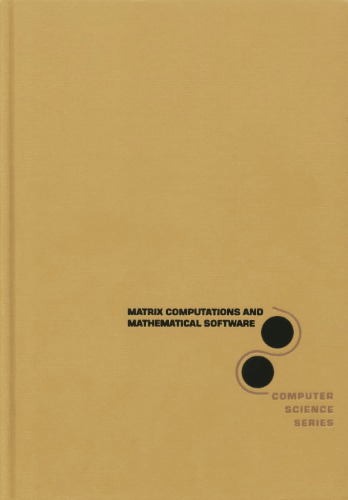 MATRIX COMPUTATIONS AND
MATHEMATICAL SOFTWARE
COMPUTER
SCIENCE
SERIES